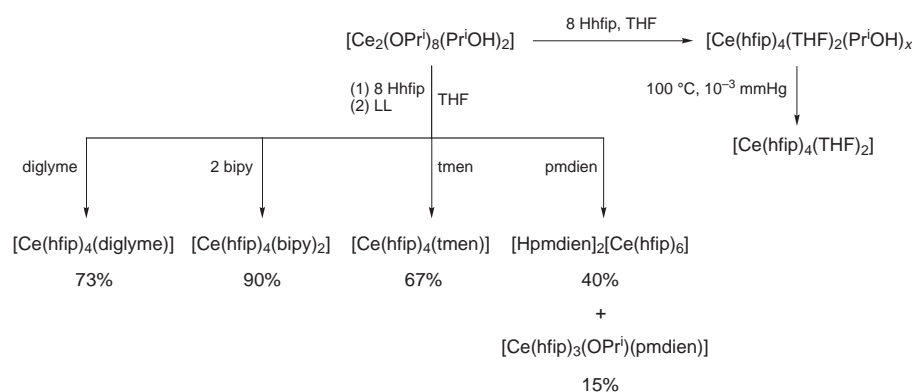 [Ce₂(OPrⁱ)₈(PrⁱOH)₂]
8 Hhfip, THF
[Ce(hfip)₄(THF)₂(PrⁱOH)ₓ
(1) 8 Hhfip
(2) LL
THF
100 °C, 10⁻³ mmHg
[Ce(hfip)₄(THF)₂]
diglyme
2 bipy
tmen
pmdien
[Ce(hfip)₄(diglyme)]
[Ce(hfip)₄(bipy)₂]
[Ce(hfip)₄(tmen)]
[Hpmdien]₂[Ce(hfip)₆]
73%
90%
67%
40%
+
[Ce(hfip)₃(OPrⁱ)(pmdien)]
15%